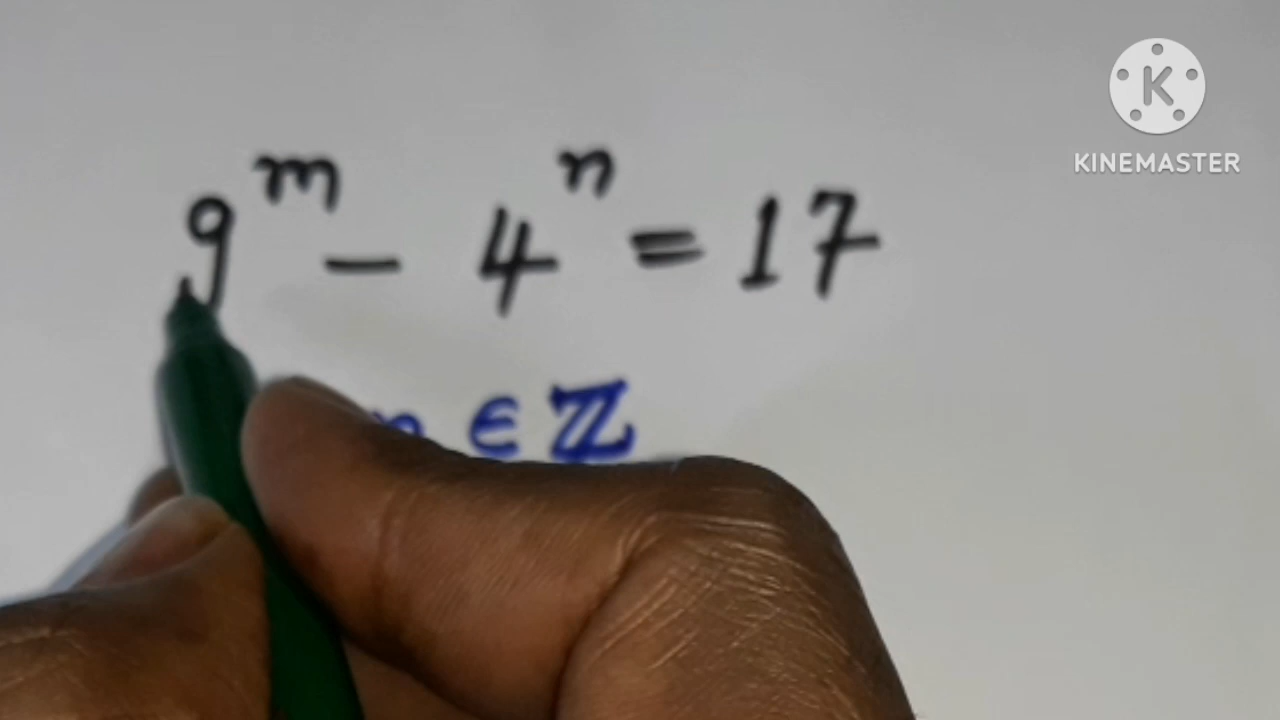 K
KINEMASTER
9^m - 4^n = 17
n ∈ ℤ